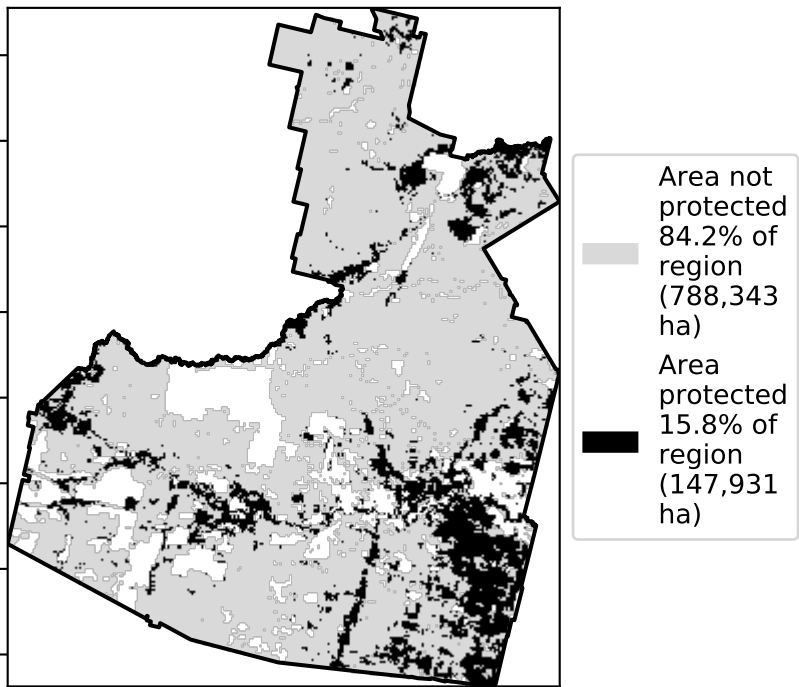 Area not
protected
84.2% of
region
(788,343
ha)
Area
protected
15.8% of
region
(147,931
ha)